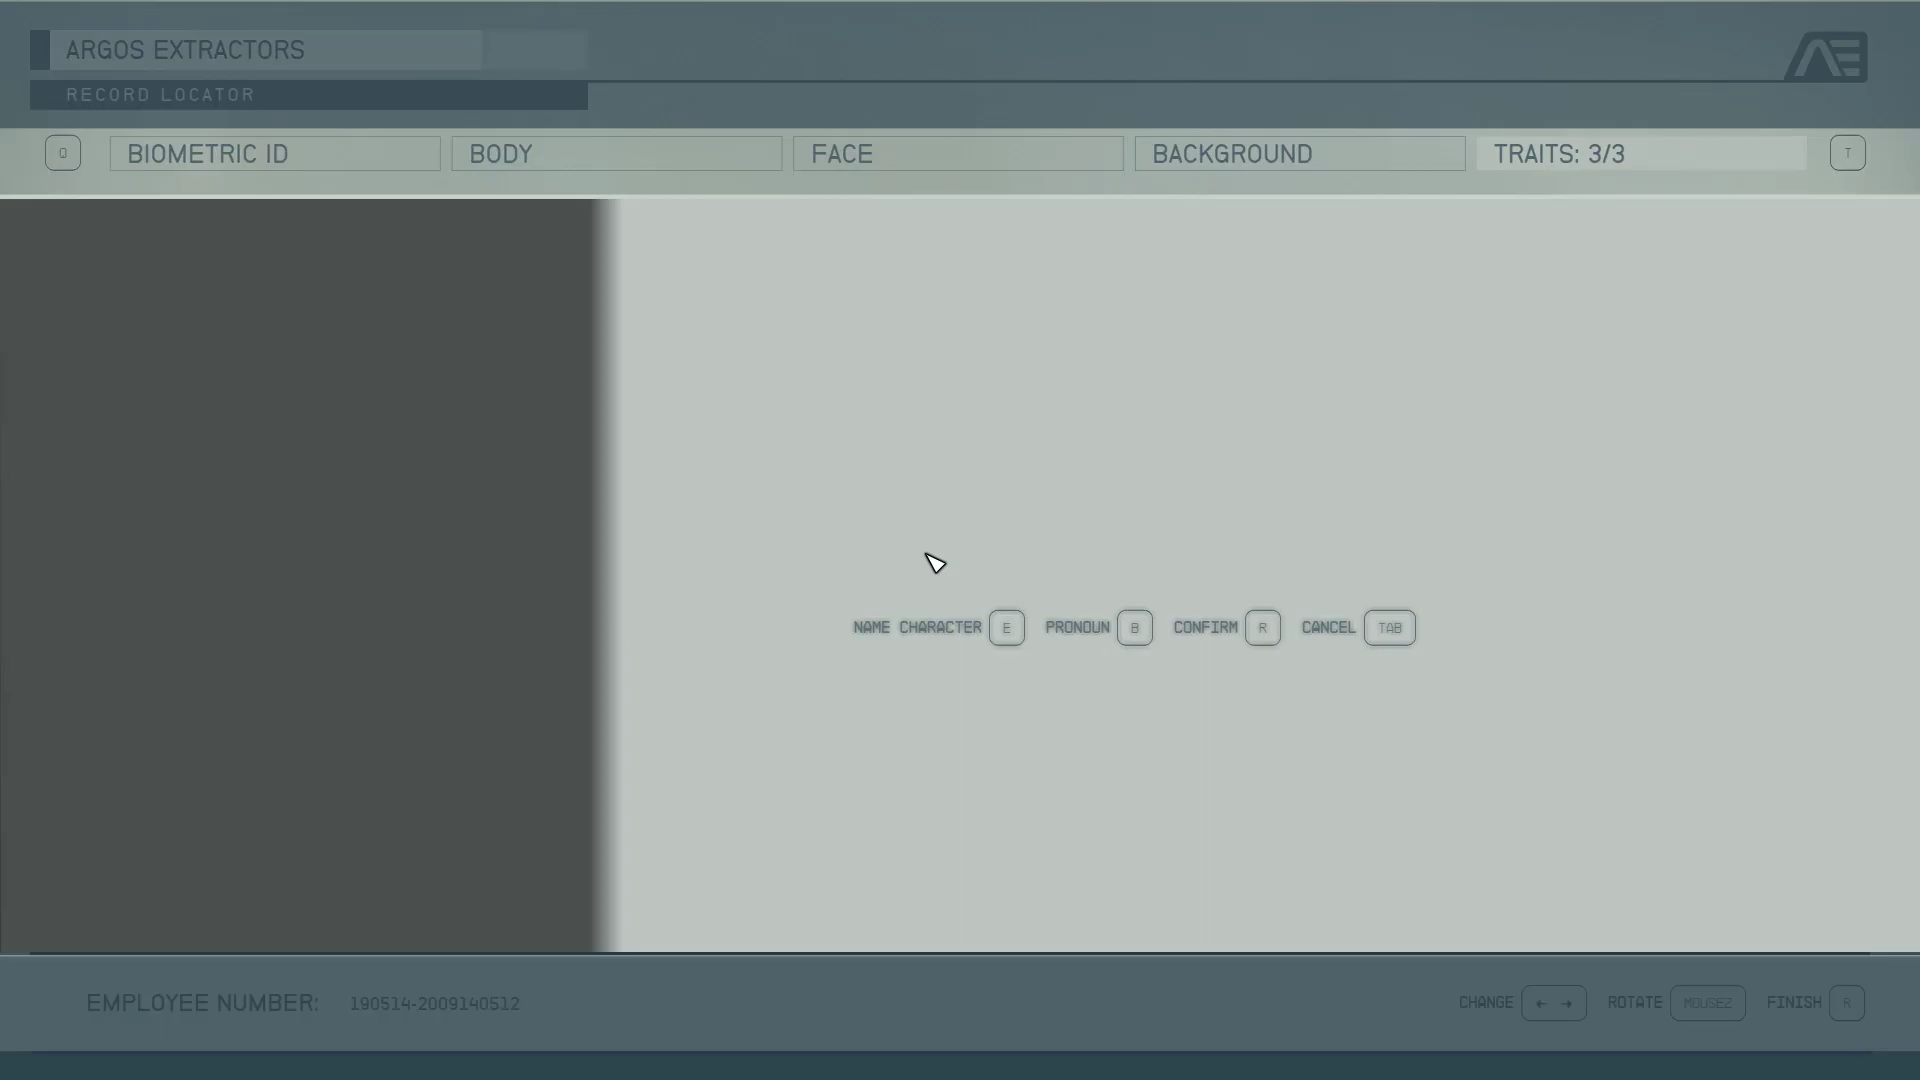 ARGOS EXTRACTORS
RECORD LOCATOR
Q BIOMETRIC ID BODY FACE BACKGROUND TRAITS: 3/3 T
NAME CHARACTER E PRONOUN B CONFIRM R CANCEL TAB
EMPLOYEE NUMBER: 190514-2009140512 CHANGE ← → ROTATE MOUSE2 FINISH R